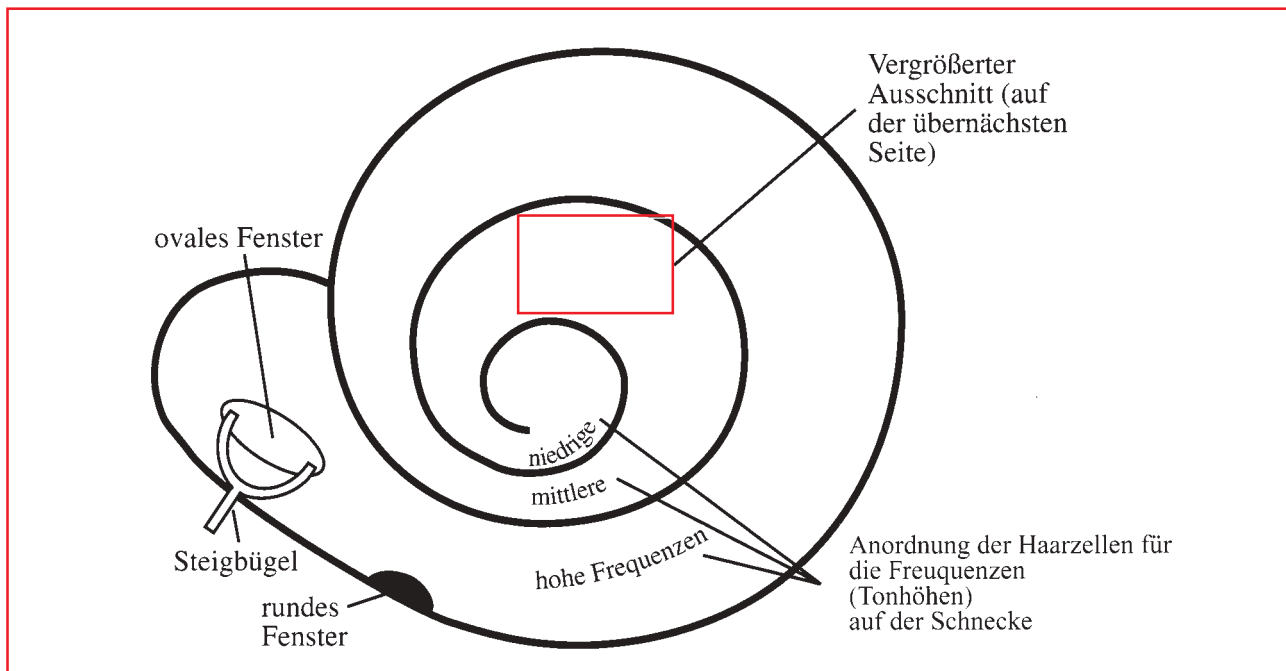 Vergrößerter
Ausschnitt (auf
der übernächsten
Seite)
ovales Fenster
niedrige
mittlere
hohe Frequenzen
Steigbügel
rundes
Fenster
Anordnung der Haarzellen für
die Freuquenzen
(Tonhöhen)
auf der Schnecke